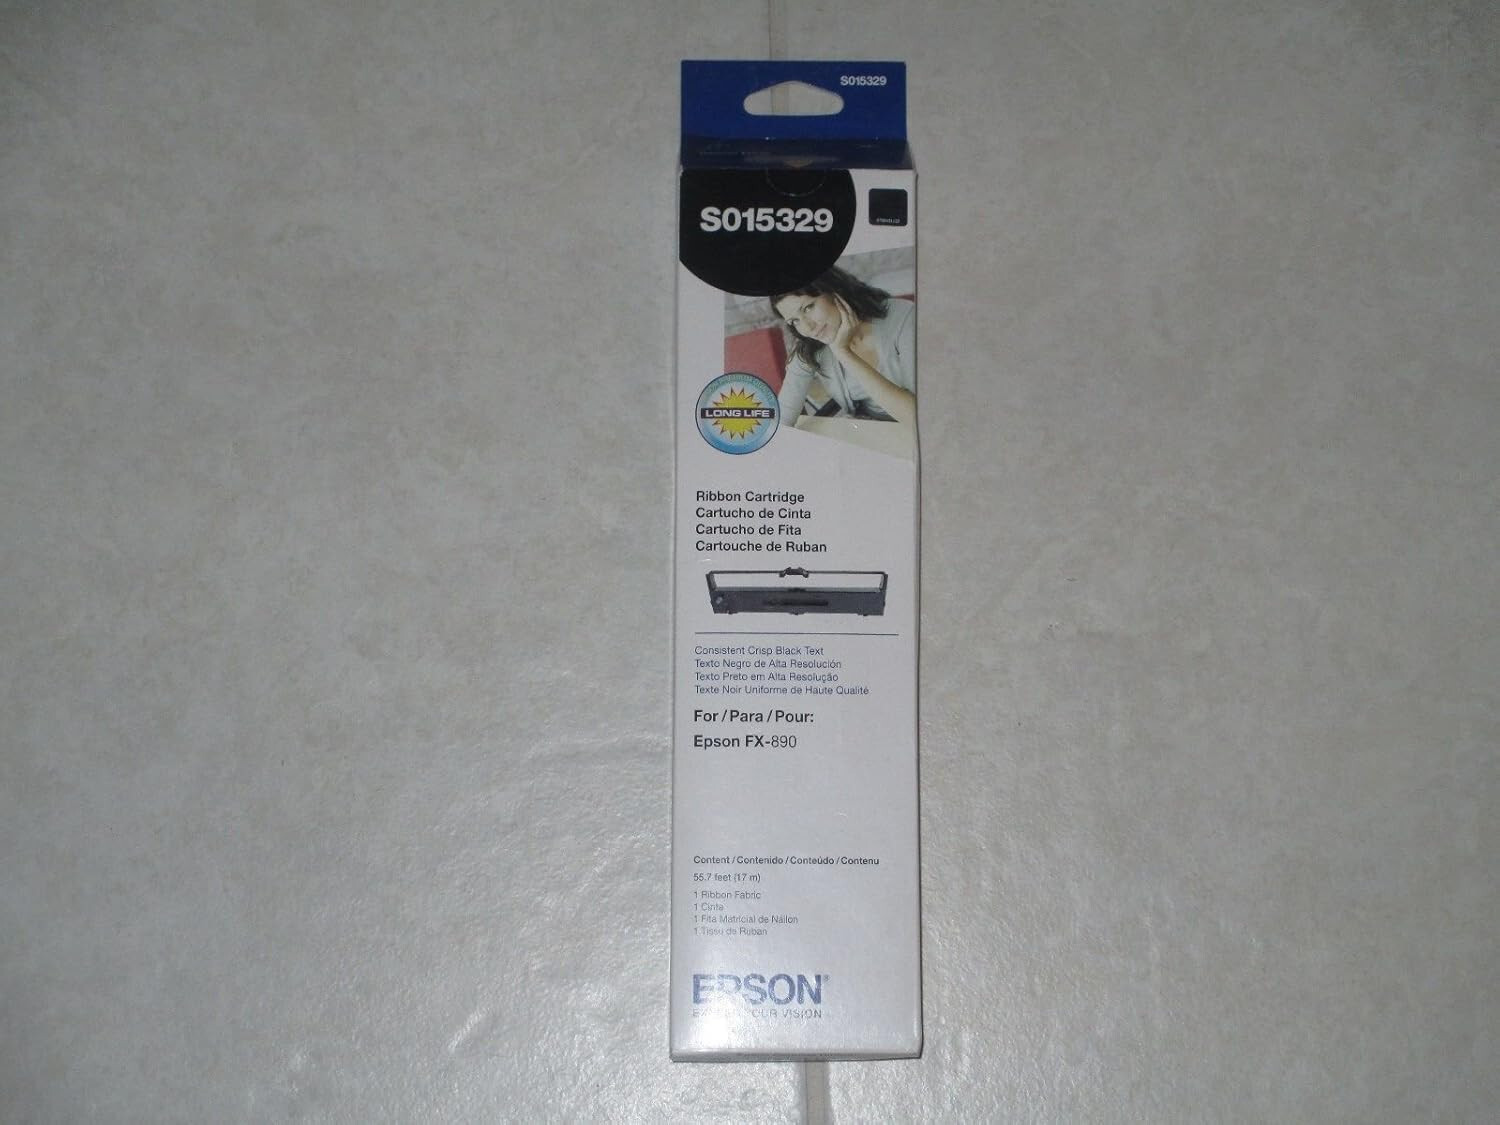 S015329
S015329
LONG LIFE
Ribbon Cartridge
Cartucho de Cinta
Cartucho de Fita
Cartouche de Ruban
Consistent Crisp Black Text
Texto Negro de Alta Resolución
Texto Preto em Alta Resolução
Texte Noir Uniforme de Haute Qualité
For / Para / Pour:
Epson FX-890
Content / Contenido / Conteúdo / Contenu
55.7 feet (17 m)
1 Ribbon Fabric
1 Cinta
1 Fita Matricial de Náilon
1 Tissu de Ruban
EPSON®
YOUR VISION